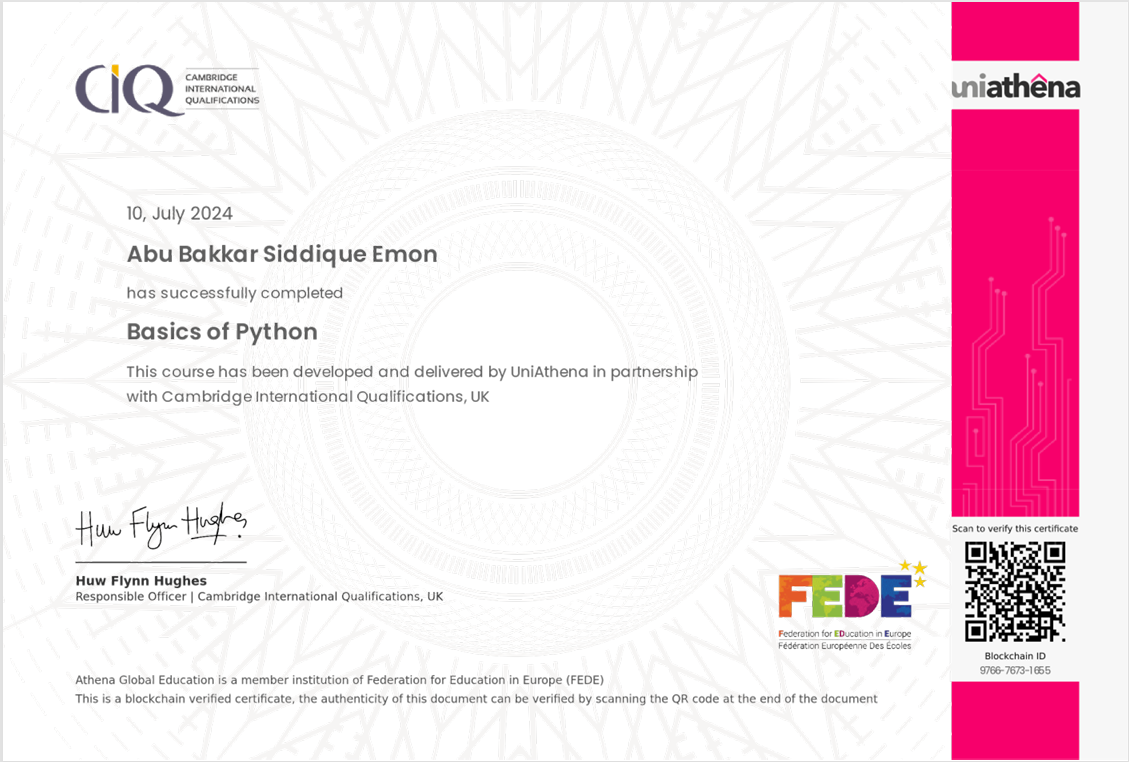 CIQ
CAMBRIDGE
INTERNATIONAL
QUALIFICATIONS
uniathena
10, July 2024
Abu Bakkar Siddique Emon
has successfully completed
Basics of Python
This course has been developed and delivered by UniAthena in partnership
with Cambridge International Qualifications, UK
Huw Flynn Hughes
Huw Flynn Hughes
Responsible Officer | Cambridge International Qualifications, UK
FEDE
Federation for EDucation in Europe
Fédération Européenne Des Écoles
Scan to verify this certificate
Blockchain ID
9766-7673-1655
Athena Global Education is a member institution of Federation for Education in Europe (FEDE)
This is a blockchain verified certificate, the authenticity of this document can be verified by scanning the QR code at the end of the document